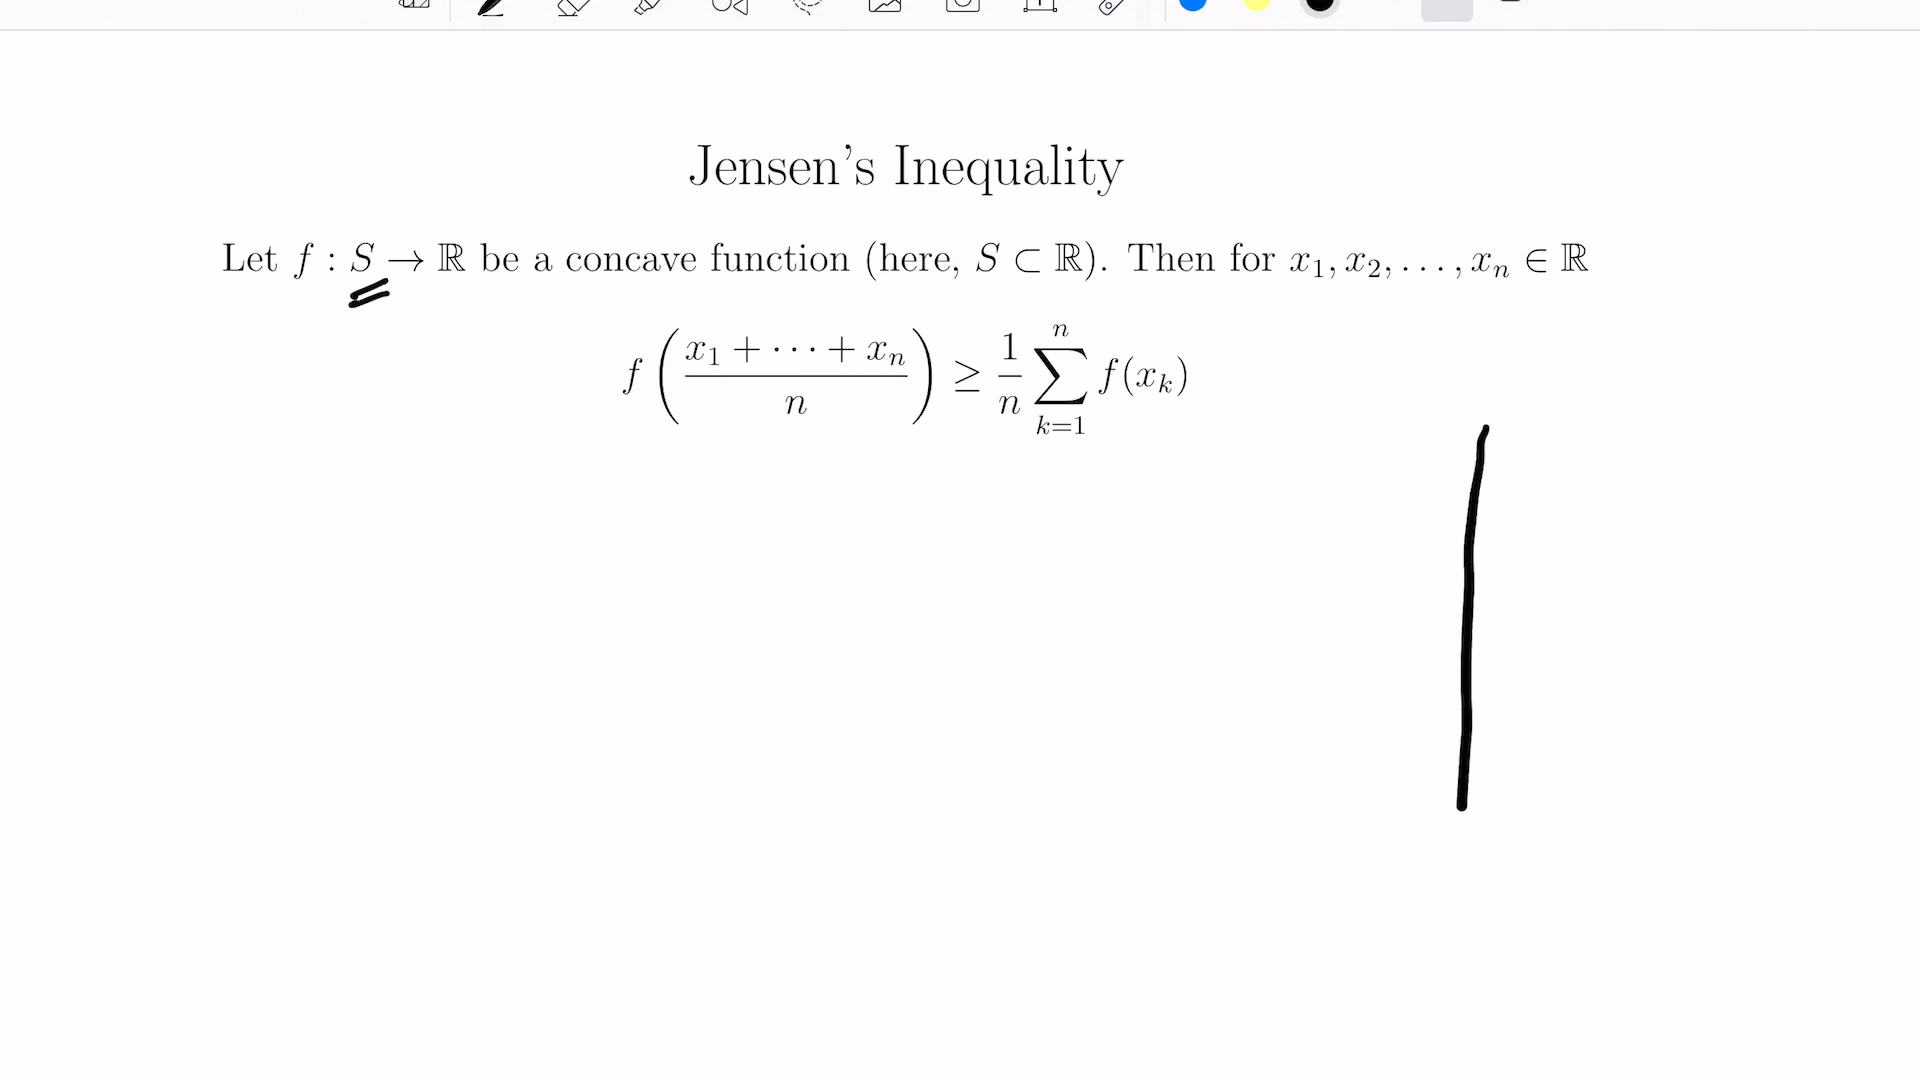 Jensen's Inequality
Let f : S → ℝ be a concave function (here, S ⊂ ℝ). Then for x₁, x₂, . . . , xₙ ∈ ℝ
f((x₁ + ··· + xₙ)/n) ≥ 1/n ∑ₖ₌₁ⁿ f(xₖ)